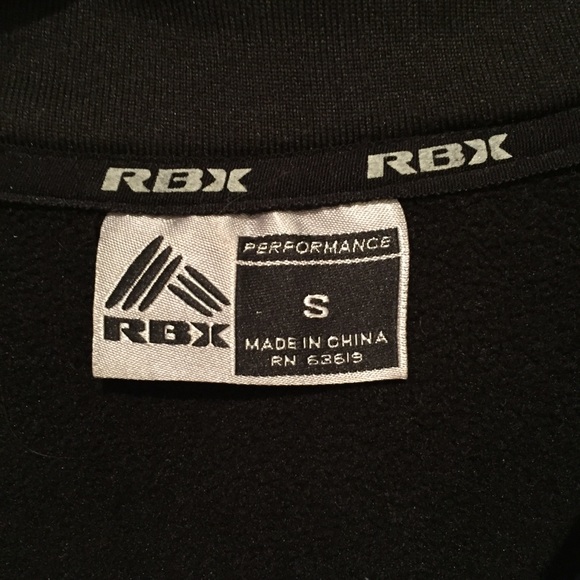 RBX RBX
RBX
PERFORMANCE
S
MADE IN CHINA
RN 63619